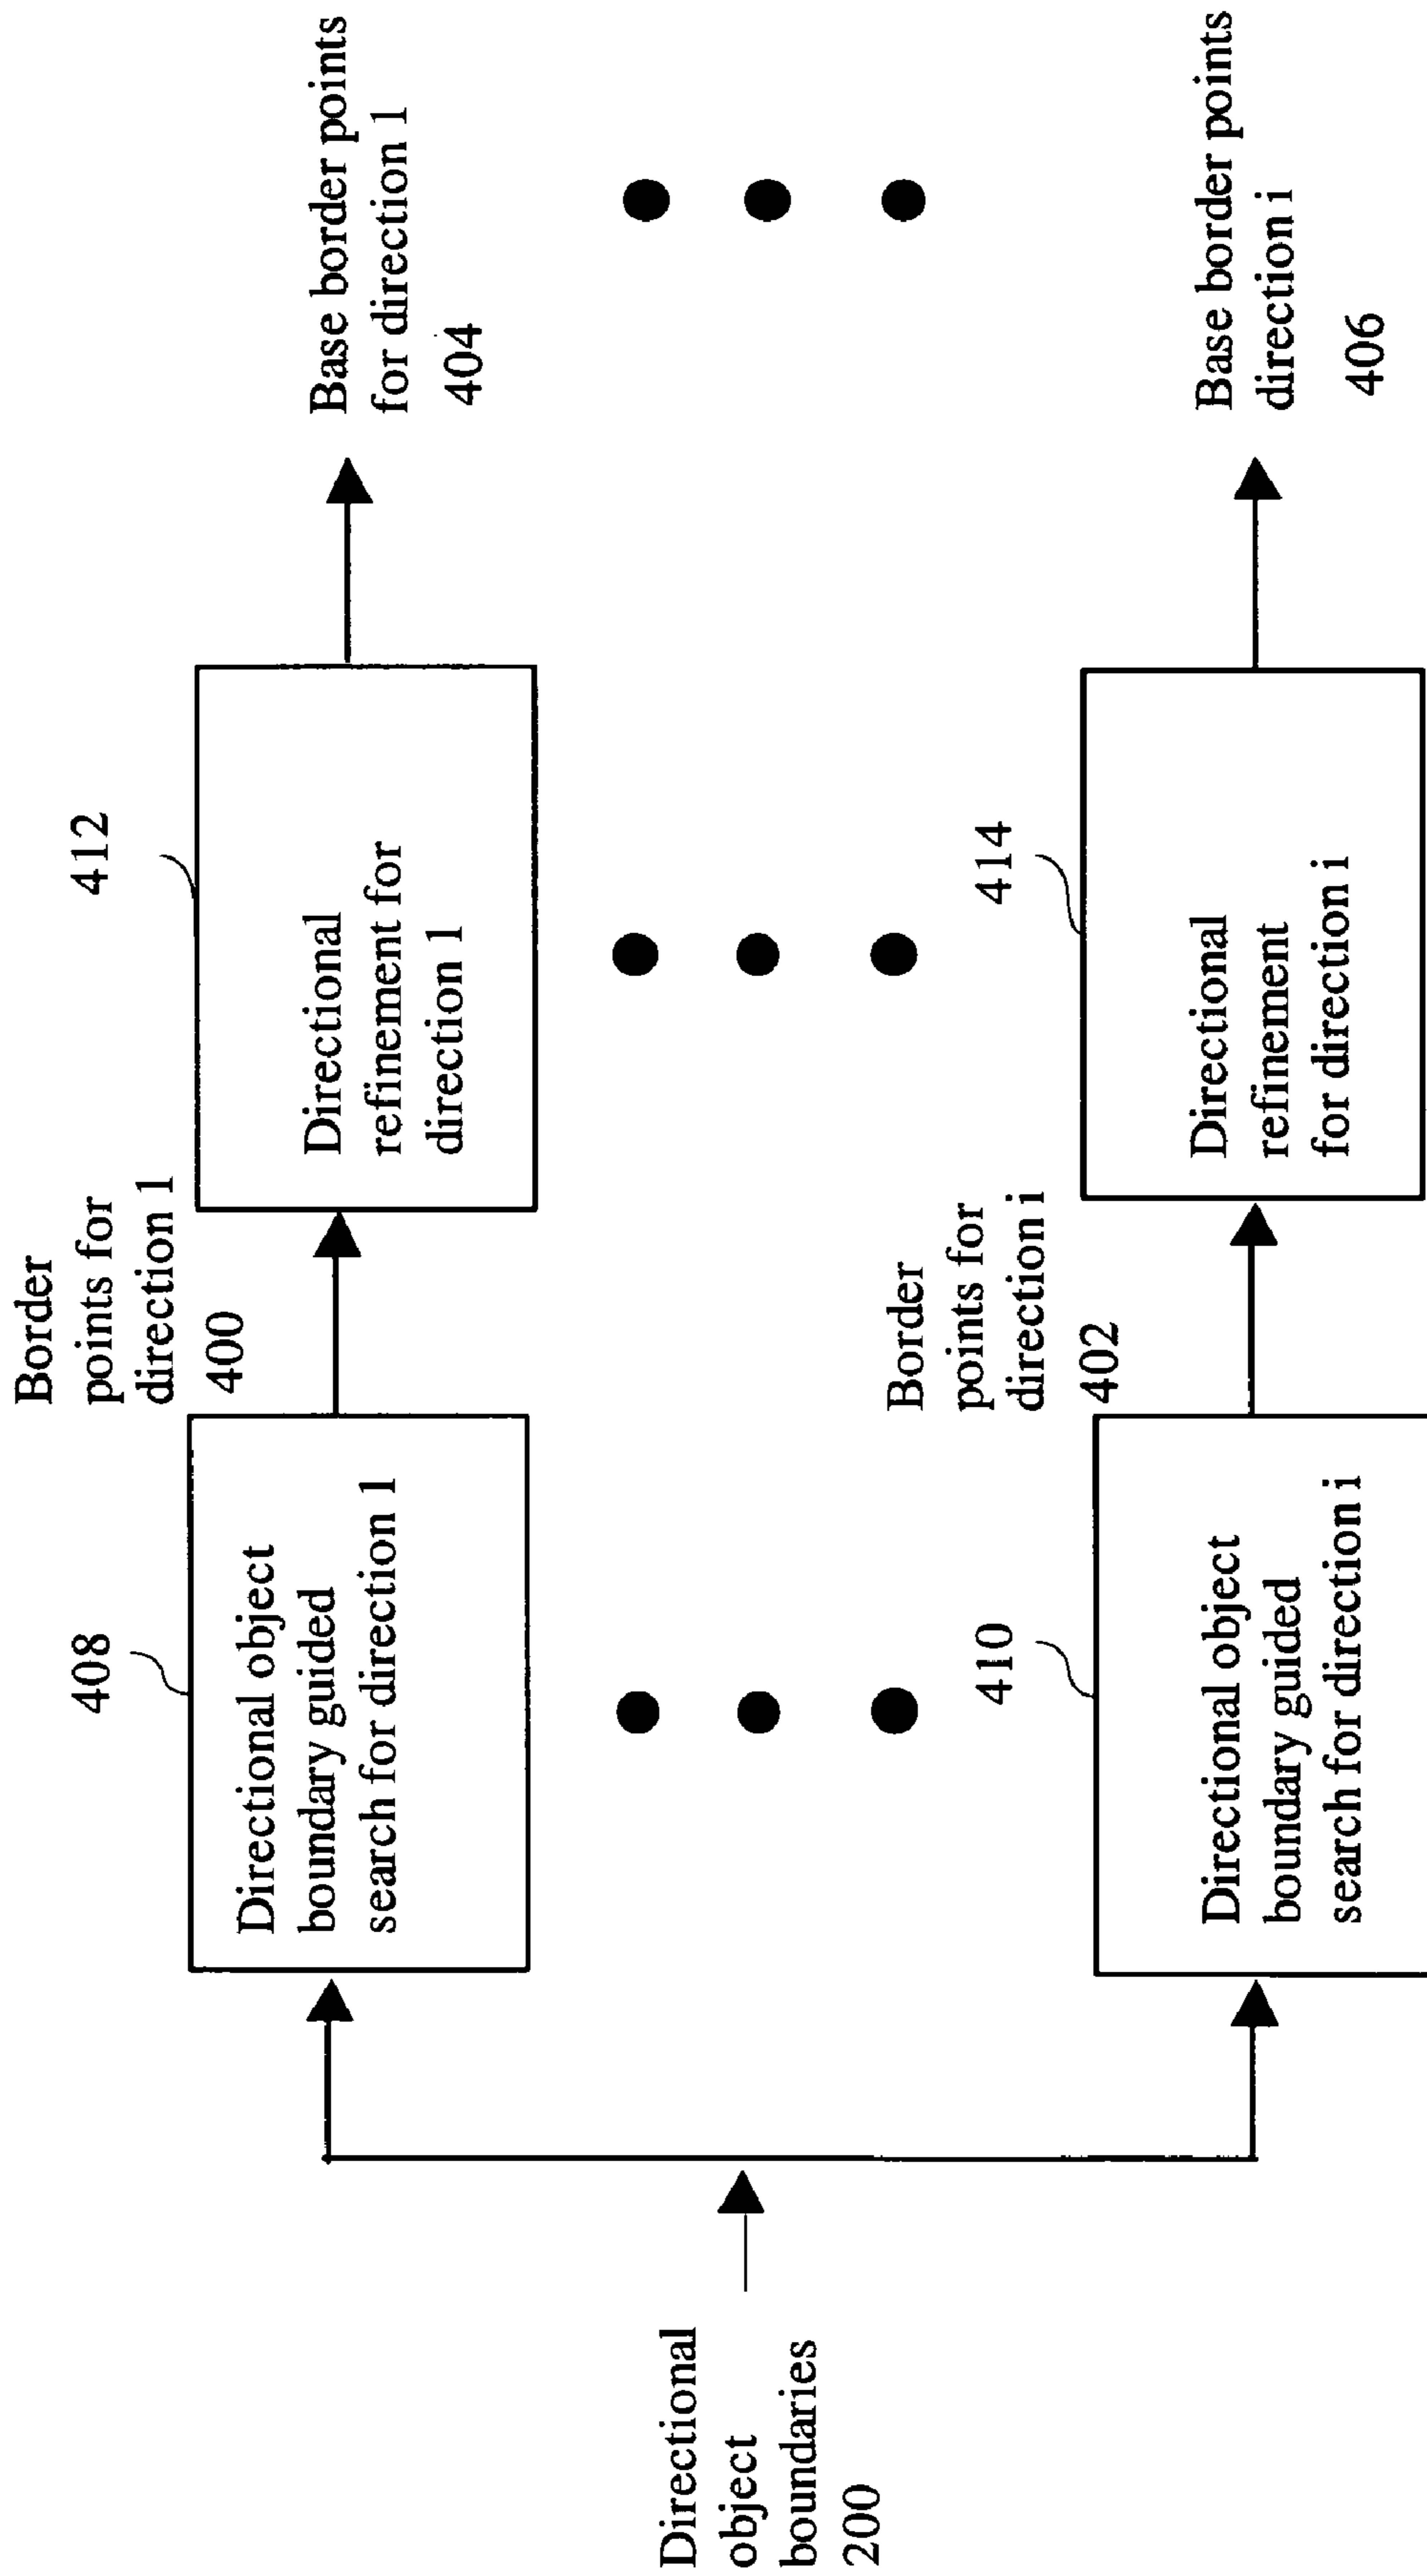 Directional
object
boundaries
200
408
Directional object
boundary guided
search for direction 1
Border
points for
direction 1
400
412
Directional
refinement for
direction 1
Base border points
for direction 1
404
410
Directional object
boundary guided
search for direction i
Border
points for
direction i
402
414
Directional
refinement
for direction i
Base border points
direction i
406